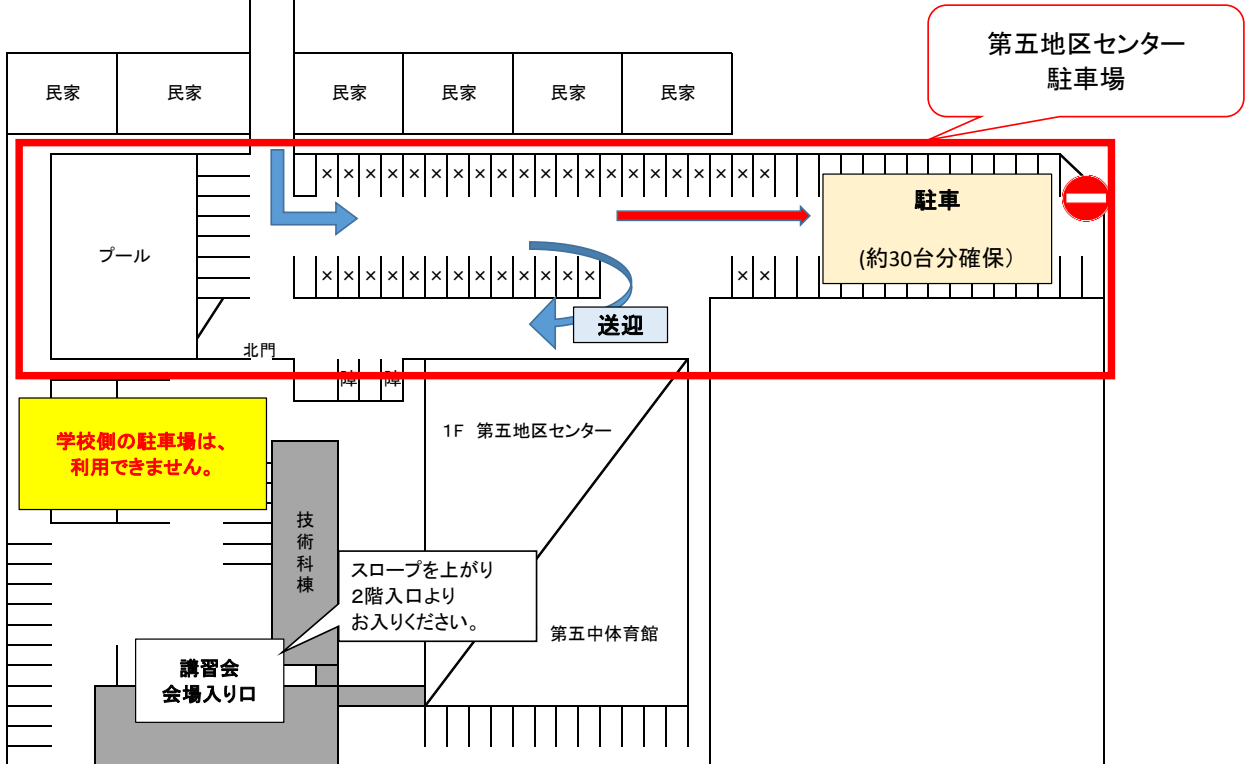 第五地区センター
駐車場
民家
民家
民家
民家
民家
民家
× × × × × × × × × × × × × × × × × × × × ×
駐車
(約30台分確保）
プール
× × × × × × × × × × × × ×
× ×
送迎
北門
障
障
学校側の駐車場は、
利用できません。
1F 第五地区センター
技
術
科
棟
スロープを上がり
2階入口より
お入りください。
第五中体育館
講習会
会場入り口